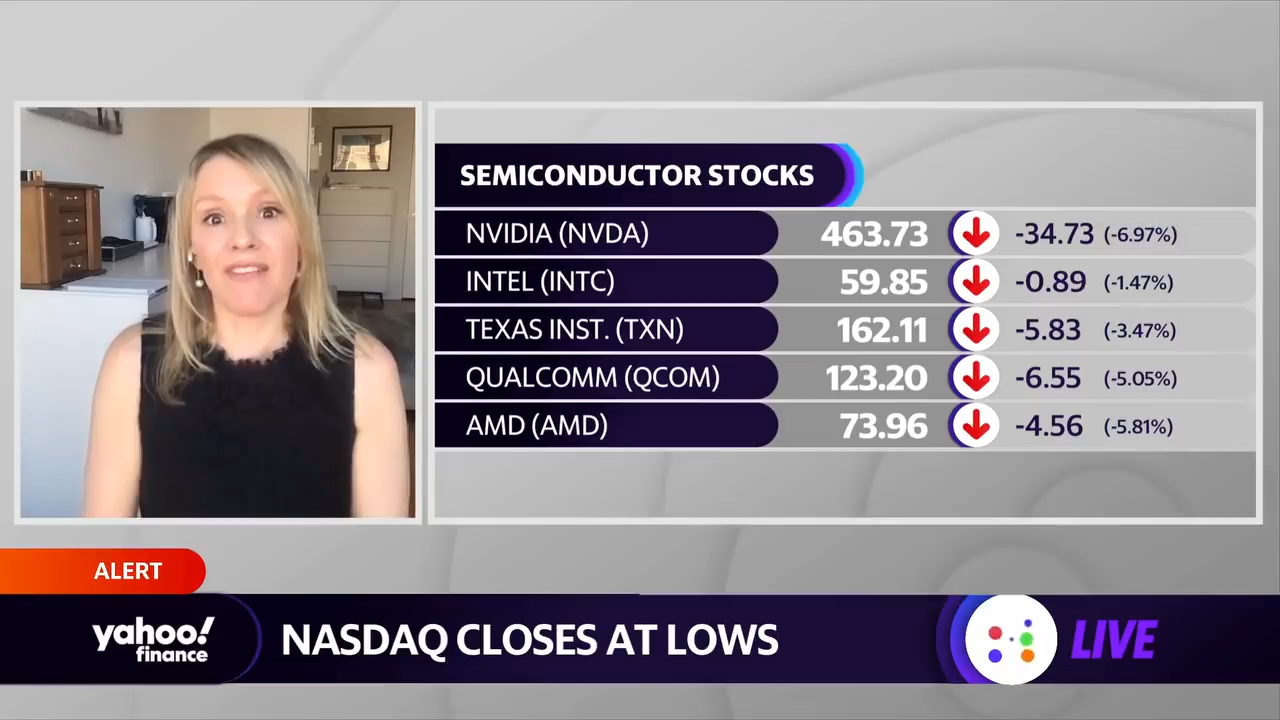 SEMICONDUCTOR STOCKS
NVIDIA (NVDA) 463.73 -34.73 (-6.97%)
INTEL (INTC) 59.85 -0.89 (-1.47%)
TEXAS INST. (TXN) 162.11 -5.83 (-3.47%)
QUALCOMM (QCOM) 123.20 -6.55 (-5.05%)
AMD (AMD) 73.96 -4.56 (-5.81%)
ALERT
yahoo!
finance
NASDAQ CLOSES AT LOWS
LIVE